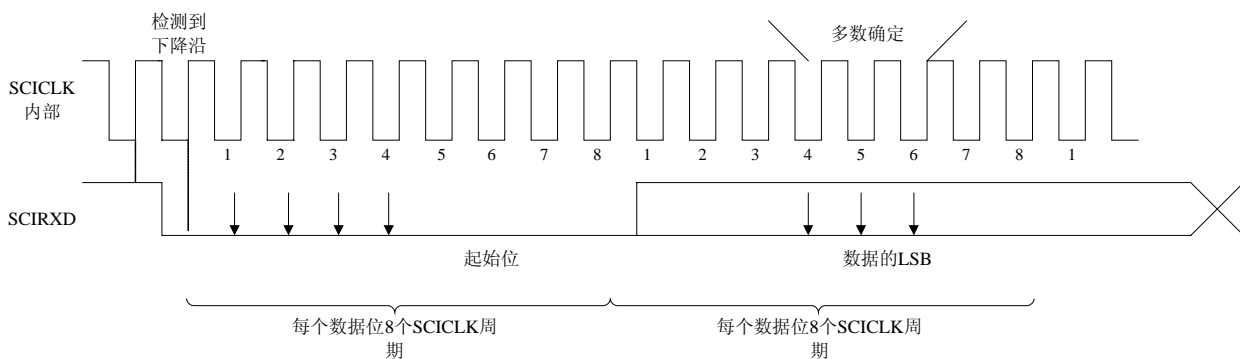 检测到
下降沿
多数确定
SCICLK
内部
1 2 3 4 5 6 7 8 1 2 3 4 5 6 7 8 1
SCIRXD
起始位
数据的LSB
每个数据位8个SCICLK周
期
每个数据位8个SCICLK周
期